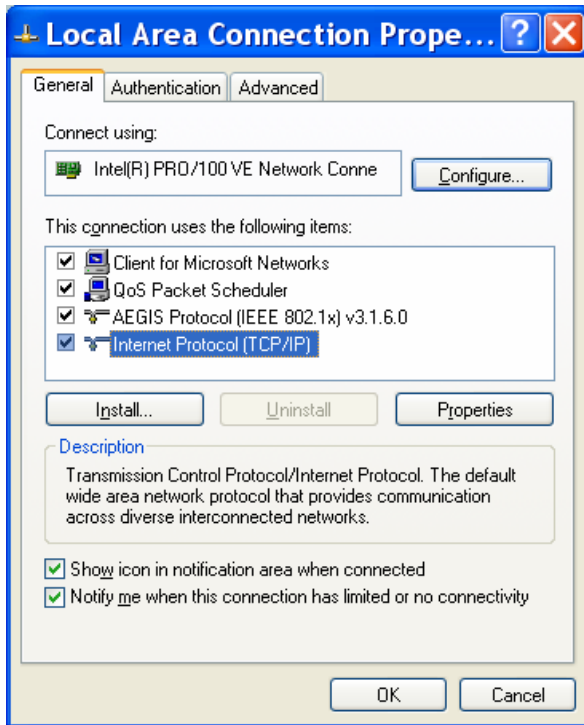 Local Area Connection Prope...
General Authentication Advanced
Connect using:
Intel(R) PRO/100 VE Network Conne
Configure...
This connection uses the following items:
Client for Microsoft Networks
QoS Packet Scheduler
AEGIS Protocol (IEEE 802.1x) v3.1.6.0
Internet Protocol (TCP/IP)
Install... Uninstall Properties
Description
Transmission Control Protocol/Internet Protocol. The default
wide area network protocol that provides communication
across diverse interconnected networks.
Show icon in notification area when connected
Notify me when this connection has limited or no connectivity
OK Cancel